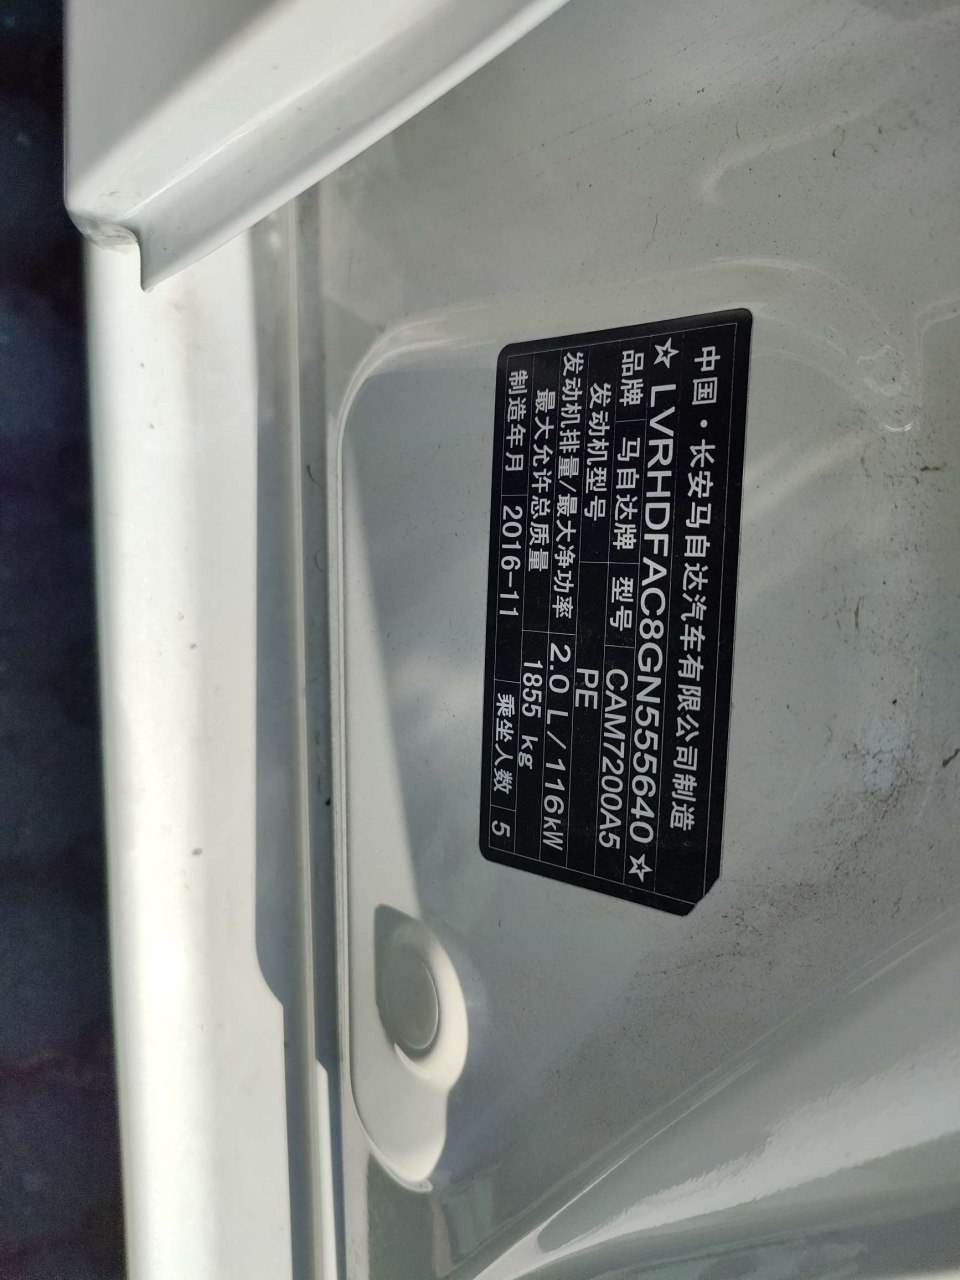 中国·长安马自达汽车有限公司制造
☆LVRHDFAC8GN555640☆
品牌 马自达牌 型号 CAM7200A5
发动机型号 PE
发动机排量/最大净功率 2.0 L/116kW
最大允许总质量 1855 kg
制造年月 2016-11 乘坐人数 5